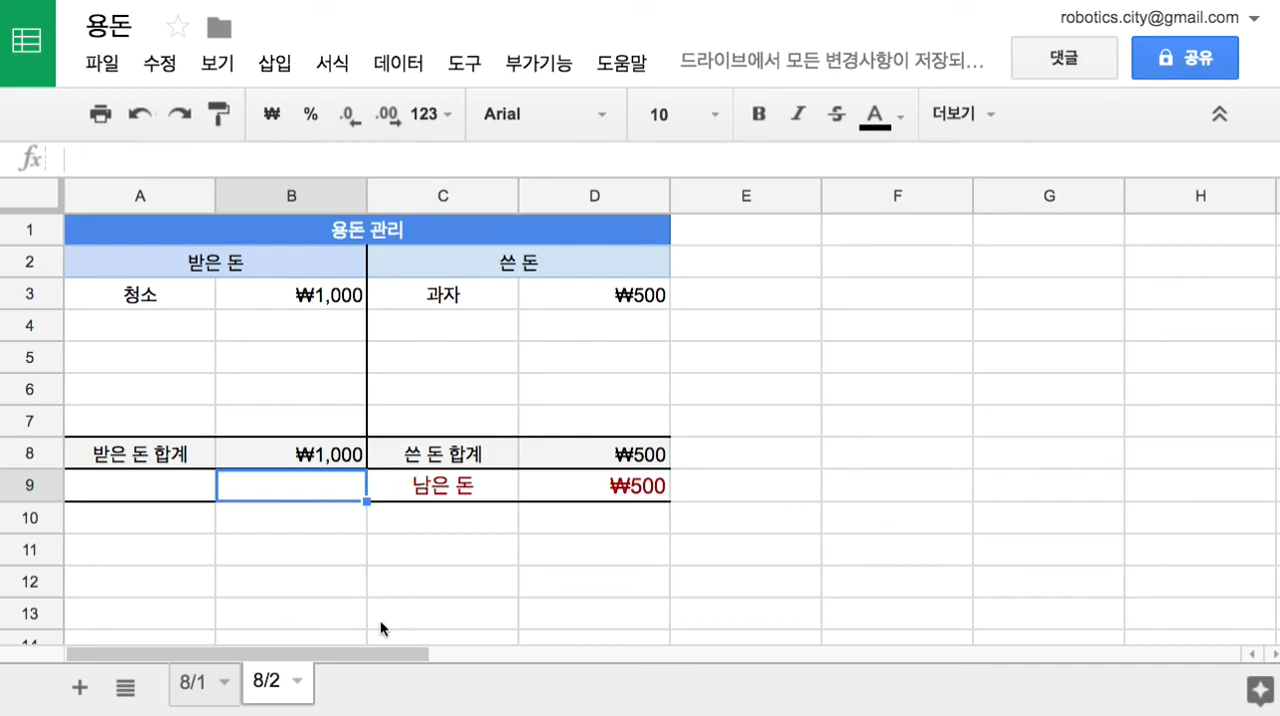 용돈
robotics.city@gmail.com
파일 수정 보기 삽입 서식 데이터 도구 부가기능 도움말 드라이브에서 모든 변경사항이 저장되...
댓글
공유
₩ % .0 .00 123 Arial 10 B I S A 더보기
fx
A B C D E F G H
1 용돈 관리
2 받은 돈 쓴 돈
3 청소 ₩1,000 과자 ₩500
4
5
6
7
8 받은 돈 합계 ₩1,000 쓴 돈 합계 ₩500
9 남은 돈 ₩500
10
11
12
13
14
8/1 8/2